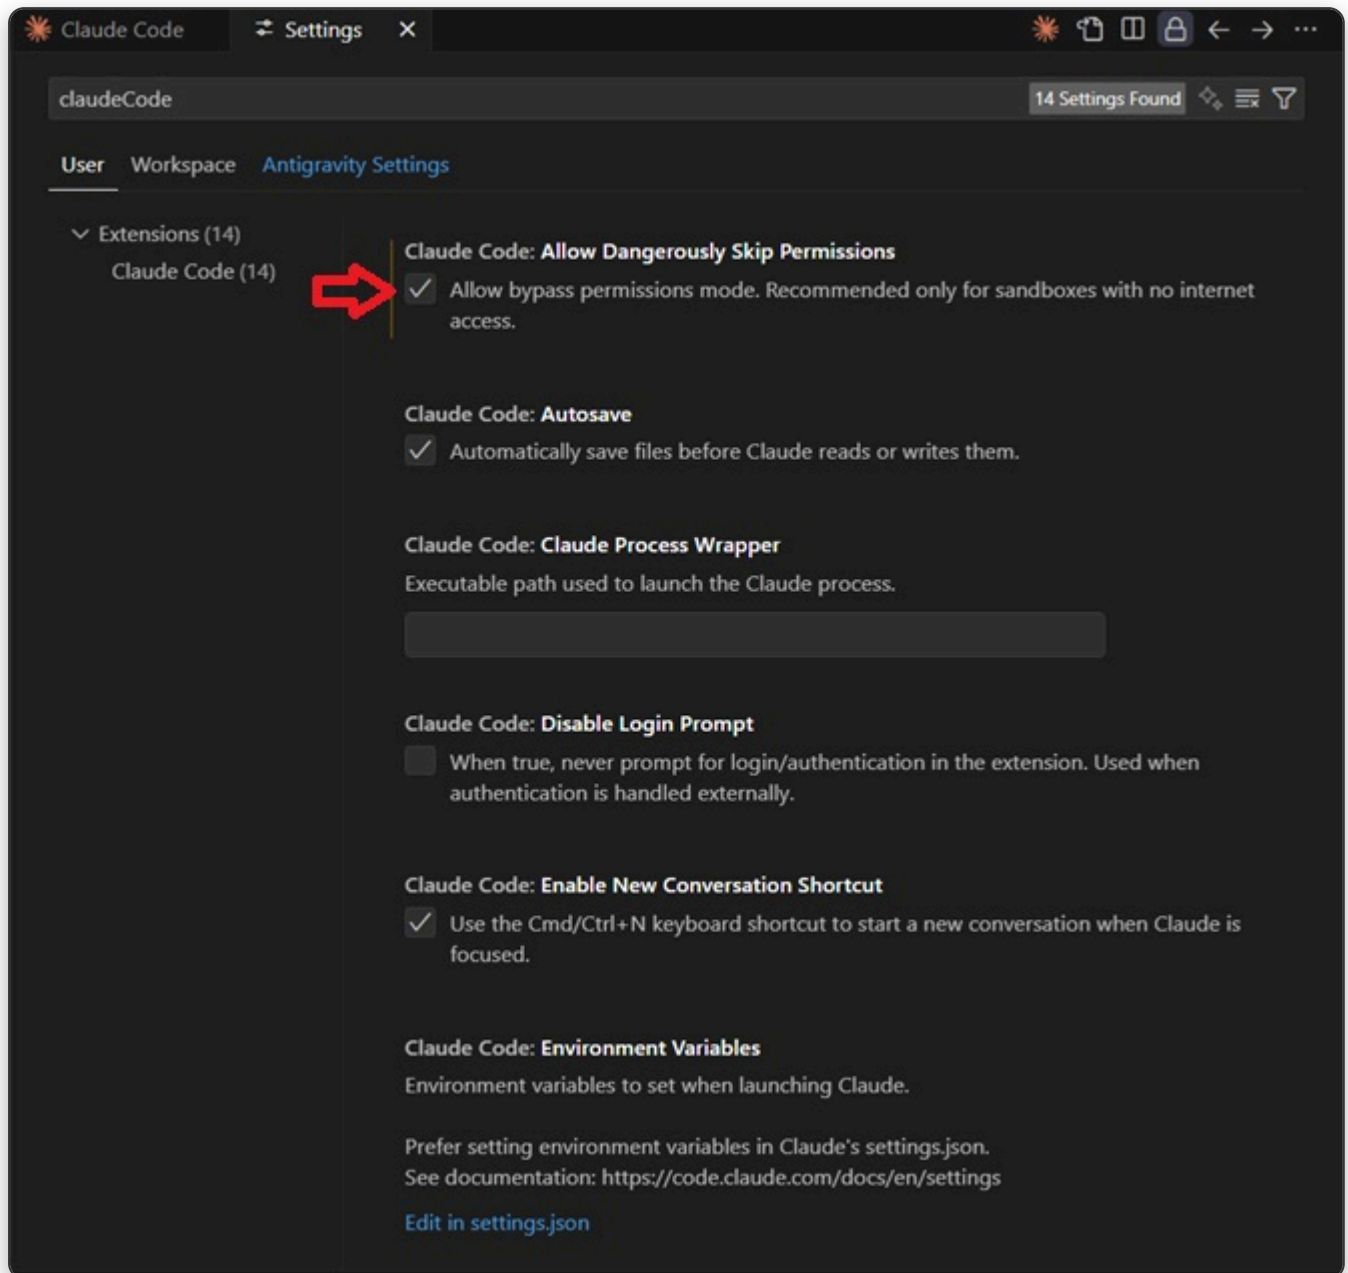 Claude Code
Settings
claudeCode
14 Settings Found
User Workspace Antigravity Settings
Extensions (14)
Claude Code (14)
Claude Code: Allow Dangerously Skip Permissions
Allow bypass permissions mode. Recommended only for sandboxes with no internet
access.
Claude Code: Autosave
Automatically save files before Claude reads or writes them.
Claude Code: Claude Process Wrapper
Executable path used to launch the Claude process.
Claude Code: Disable Login Prompt
When true, never prompt for login/authentication in the extension. Used when
authentication is handled externally.
Claude Code: Enable New Conversation Shortcut
Use the Cmd/Ctrl+N keyboard shortcut to start a new conversation when Claude is
focused.
Claude Code: Environment Variables
Environment variables to set when launching Claude.
Prefer setting environment variables in Claude's settings.json.
See documentation: https://code.claude.com/docs/en/settings
Edit in settings.json